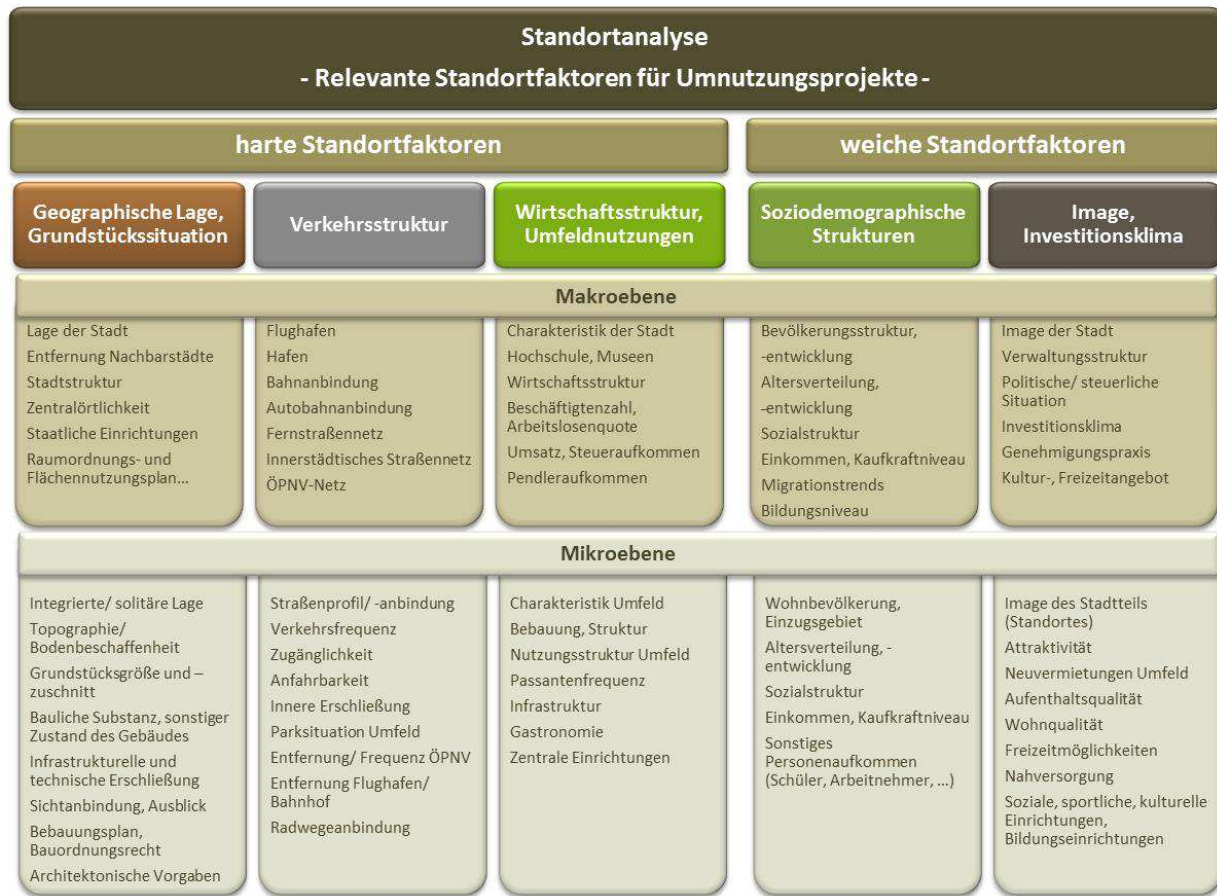 Standortanalyse
- Relevante Standortfaktoren für Umnutzungsprojekte -
harte Standortfaktoren
weiche Standortfaktoren
Geographische Lage,
Grundstückssituation
Verkehrsstruktur
Wirtschaftsstruktur,
Umfeldnutzungen
Soziodemographische
Strukturen
Image,
Investitionsklima
Makroebene
Lage der Stadt
Entfernung Nachbarstädte
Stadtstruktur
Zentralörtlichkeit
Staatliche Einrichtungen
Raumordnungs- und
Flächennutzungsplan...
Flughafen
Hafen
Bahnanbindung
Autobahnanbindung
Fernstraßennetz
Innerstädtisches Straßennetz
ÖPNV-Netz
Charakteristik der Stadt
Hochschule, Museen
Wirtschaftsstruktur
Beschäftigtenzahl,
Arbeitslosenquote
Umsatz, Steueraufkommen
Pendleraufkommen
Bevölkerungsstruktur,
-entwicklung
Altersverteilung,
-entwicklung
Sozialstruktur
Einkommen, Kaufkraftniveau
Migrationstrends
Bildungsniveau
Image der Stadt
Verwaltungsstruktur
Politische/ steuerliche
Situation
Investitionsklima
Genehmigungspraxis
Kultur-, Freizeitangebot
Mikroebene
Integrierte/ solitäre Lage
Topographie/
Bodenbeschaffenheit
Grundstücksgröße und –
zuschnitt
Bauliche Substanz, sonstiger
Zustand des Gebäudes
Infrastrukturelle und
technische Erschließung
Sichtanbindung, Ausblick
Bebauungsplan,
Bauordnungsrecht
Architektonische Vorgaben
Straßenprofil/ -anbindung
Verkehrsfrequenz
Zugänglichkeit
Anfahrbarkeit
Innere Erschließung
Parksituation Umfeld
Entfernung/ Frequenz ÖPNV
Entfernung Flughafen/
Bahnhof
Radwegeanbindung
Charakteristik Umfeld
Bebauung, Struktur
Nutzungsstruktur Umfeld
Passantenfrequenz
Infrastruktur
Gastronomie
Zentrale Einrichtungen
Wohnbevölkerung,
Einzugsgebiet
Altersverteilung, -
entwicklung
Sozialstruktur
Einkommen, Kaufkraftniveau
Sonstiges
Personenaufkommen
(Schüler, Arbeitnehmer, ...)
Image des Stadtteils
(Standortes)
Attraktivität
Neuvermietungen Umfeld
Aufenthaltsqualität
Wohnqualität
Freizeitmöglichkeiten
Nahversorgung
Soziale, sportliche, kulturelle
Einrichtungen,
Bildungseinrichtungen